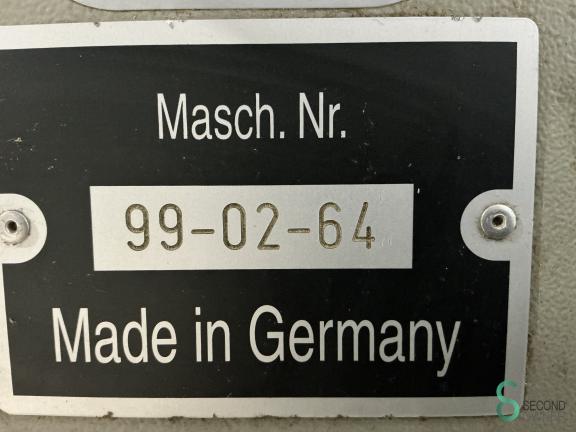 Masch. Nr.
99-02-64
Made in Germany
SECOND